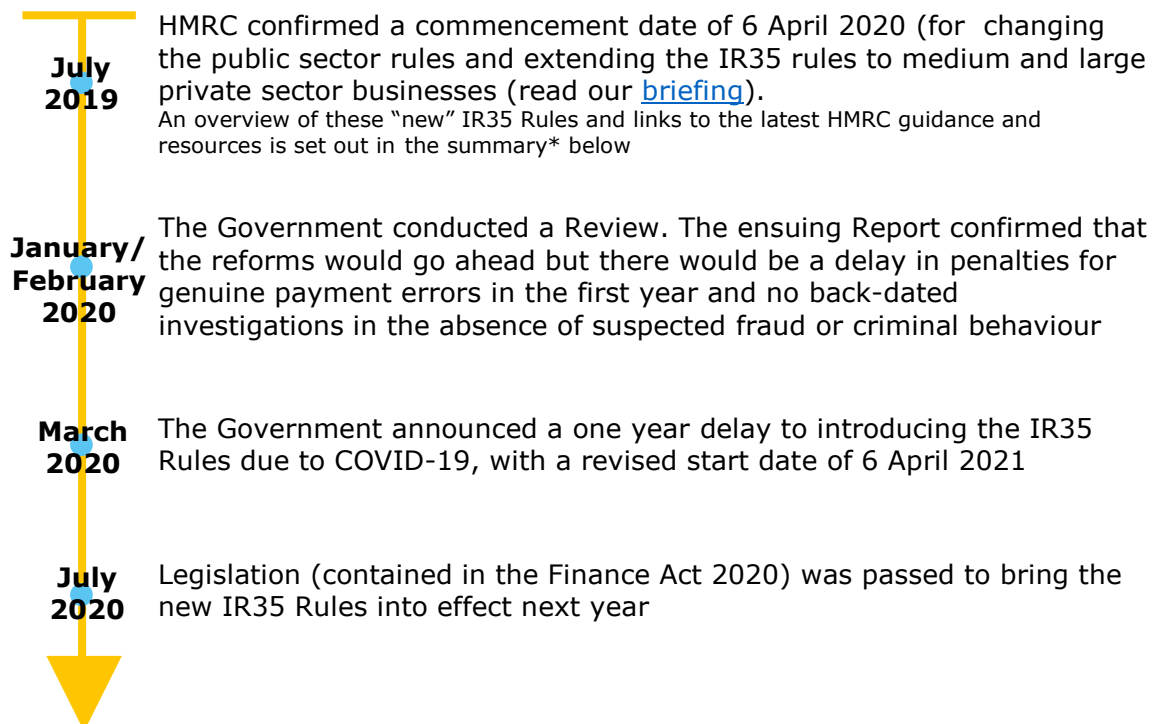 July
2019
HMRC confirmed a commencement date of 6 April 2020 (for changing
the public sector rules and extending the IR35 rules to medium and large
private sector businesses (read our briefing).
An overview of these “new” IR35 Rules and links to the latest HMRC guidance and
resources is set out in the summary* below
January/
February
2020
The Government conducted a Review. The ensuing Report confirmed that
the reforms would go ahead but there would be a delay in penalties for
genuine payment errors in the first year and no back-dated
investigations in the absence of suspected fraud or criminal behaviour
March
2020
The Government announced a one year delay to introducing the IR35
Rules due to COVID-19, with a revised start date of 6 April 2021
July
2020
Legislation (contained in the Finance Act 2020) was passed to bring the
new IR35 Rules into effect next year